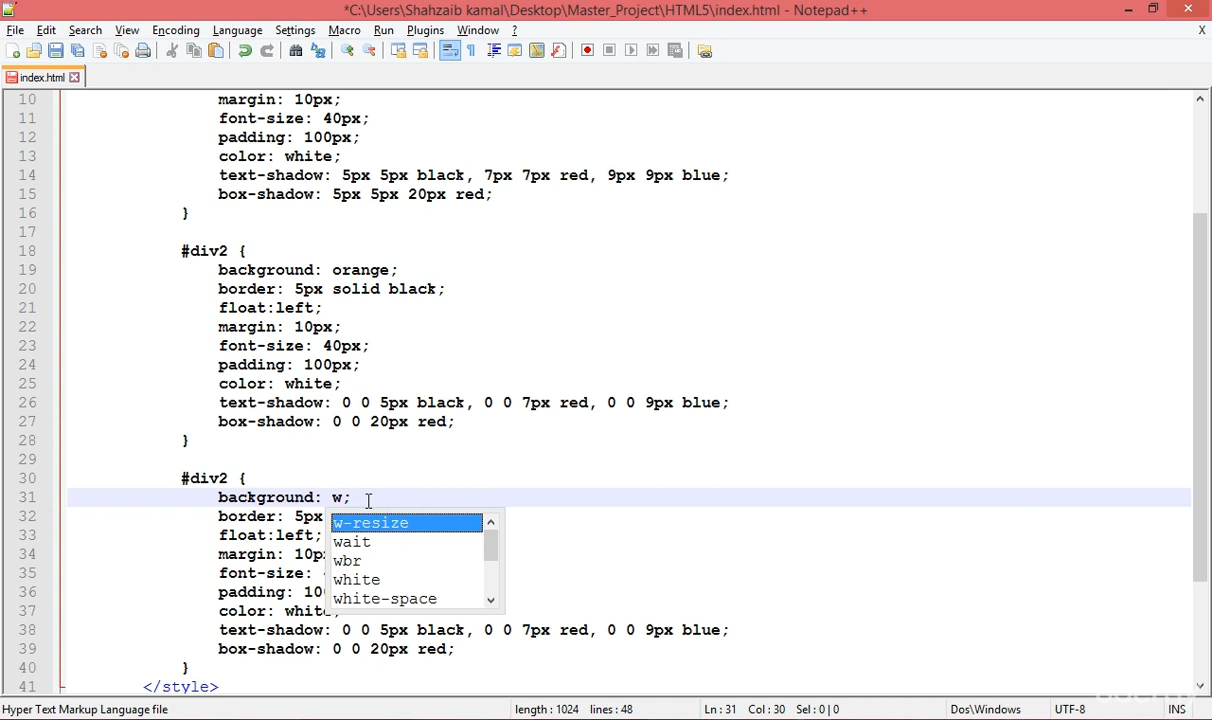 *C:\Users\Shahzaib kamal\Desktop\Master_Project\HTML5\index.html - Notepad++
File Edit Search View Encoding Language Settings Macro Run Plugins Window ? X
index.html
10 margin: 10px;
11 font-size: 40px;
12 padding: 100px;
13 color: white;
14 text-shadow: 5px 5px black, 7px 7px red, 9px 9px blue;
15 box-shadow: 5px 5px 20px red;
16 }
17
18 #div2 {
19 background: orange;
20 border: 5px solid black;
21 float:left;
22 margin: 10px;
23 font-size: 40px;
24 padding: 100px;
25 color: white;
26 text-shadow: 0 0 5px black, 0 0 7px red, 0 0 9px blue;
27 box-shadow: 0 0 20px red;
28 }
29
30 #div2 {
31 background: w;
32 border: 5px
33 float:left;
34 margin: 10p
35 font-size:
36 padding: 10
37 color: white;
38 text-shadow: 0 0 5px black, 0 0 7px red, 0 0 9px blue;
39 box-shadow: 0 0 20px red;
40 }
41 </style>
w-resize
wait
wbr
white
white-space
Hyper Text Markup Language file length : 1024 lines : 48 Ln : 31 Col : 30 Sel : 0 | 0 Dos\Windows UTF-8 INS